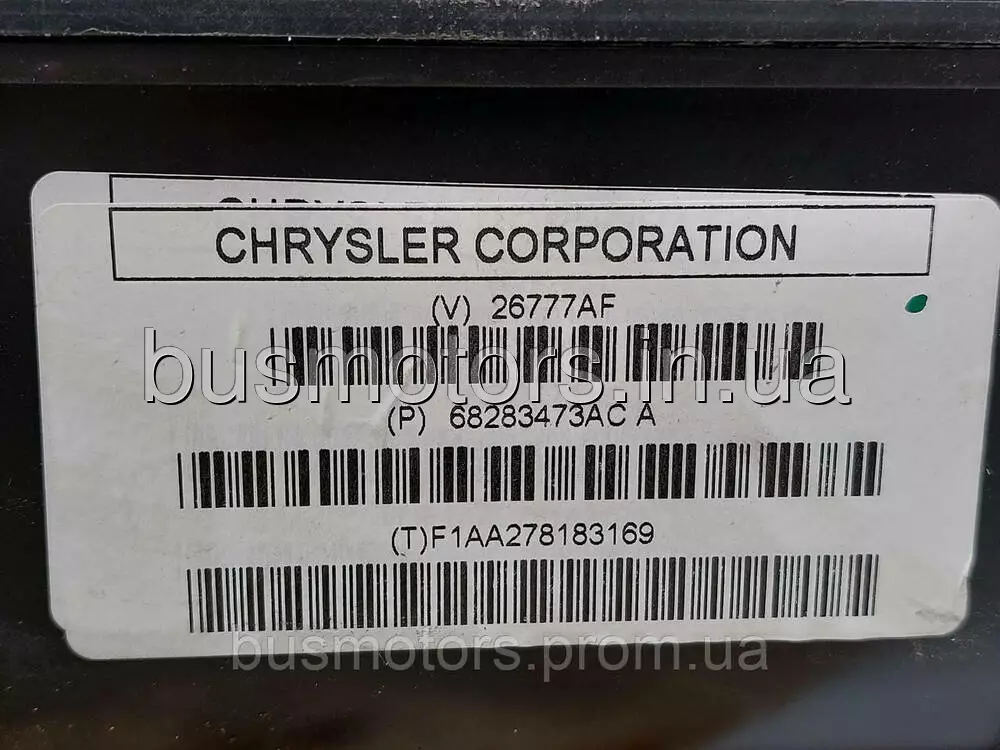 CHRYSLER CORPORATION
(V) 26777AF
busmotors.in.ua
(P) 68283473AC A
(T)F1AA278183169
busmotors.prom.ua